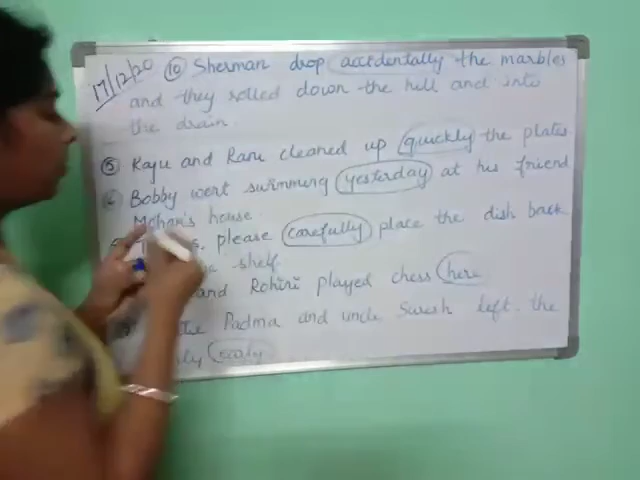 17/12/20 ⑩ Sherman drop accidentally the marbles
and they rolled down the hill and into
the drain.
⑤ Raju and Ranu cleaned up quickly the plates
⑥ Bobby went swimming yesterday at his friend
Mohan's house
please carefully place the dish back
shelf.
and Rohini played chess here
Padma and uncle Suresh left the
early